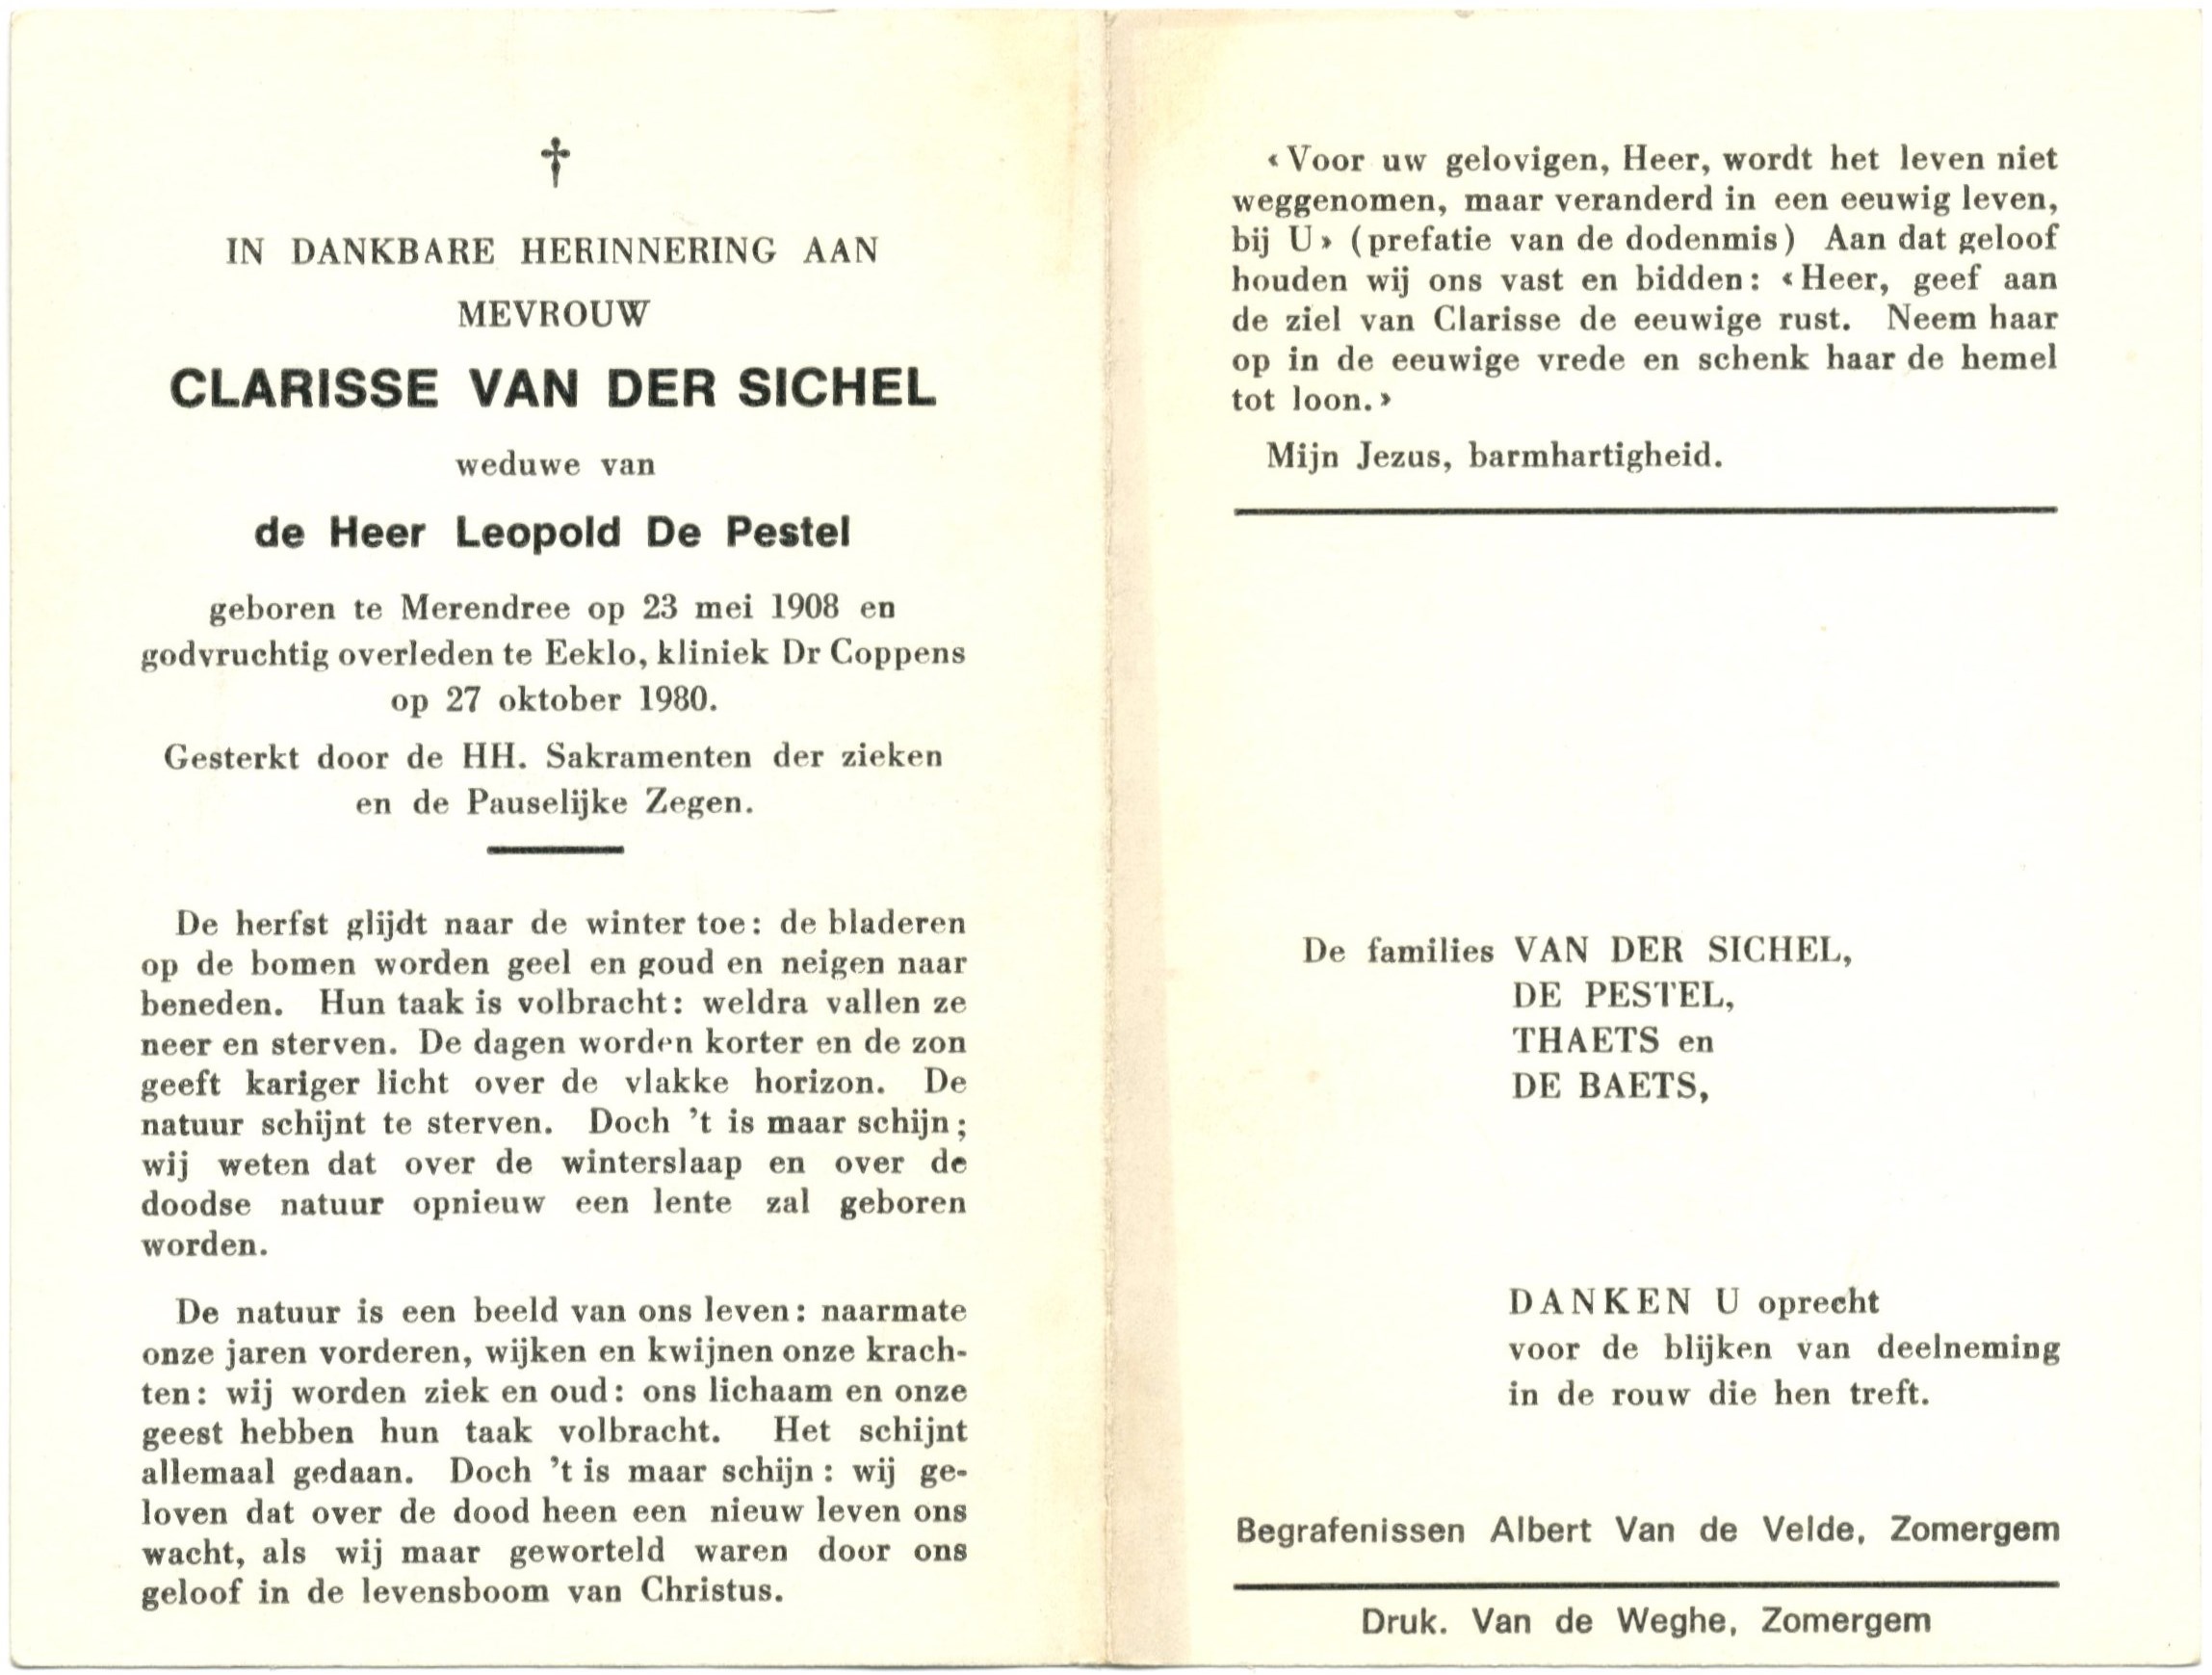 †
IN DANKBARE HERINNERING AAN
MEVROUW
CLARISSE VAN DER SICHEL
weduwe van
de Heer Leopold De Pestel
geboren te Merendree op 23 mei 1908 en
godvruchtig overleden te Eeklo, kliniek Dr Coppens
op 27 oktober 1980.
Gesterkt door de HH. Sakramenten der zieken
en de Pauselijke Zegen.
De herfst glijdt naar de winter toe: de bladeren
op de bomen worden geel en goud en neigen naar
beneden. Hun taak is volbracht: weldra vallen ze
neer en sterven. De dagen worden korter en de zon
geeft kariger licht over de vlakke horizon. De
natuur schijnt te sterven. Doch 't is maar schijn;
wij weten dat over de winterslaap en over de
doodse natuur opnieuw een lente zal geboren
worden.
De natuur is een beeld van ons leven: naarmate
onze jaren vorderen, wijken en kwijnen onze krach-
ten: wij worden ziek en oud: ons lichaam en onze
geest hebben hun taak volbracht. Het schijnt
allemaal gedaan. Doch 't is maar schijn: wij ge-
loven dat over de dood heen een nieuw leven ons
wacht, als wij maar geworteld waren door ons
geloof in de levensboom van Christus.
«Voor uw gelovigen, Heer, wordt het leven niet
weggenomen, maar veranderd in een eeuwig leven,
bij U» (prefatie van de dodenmis) Aan dat geloof
houden wij ons vast en bidden: «Heer, geef aan
de ziel van Clarisse de eeuwige rust. Neem haar
op in de eeuwige vrede en schenk haar de hemel
tot loon.»
Mijn Jezus, barmhartigheid.
De families VAN DER SICHEL,
DE PESTEL,
THAETS en
DE BAETS,
DANKEN U oprecht
voor de blijken van deelneming
in de rouw die hen treft.
Begrafenissen Albert Van de Velde, Zomergem
Druk. Van de Weghe, Zomergem